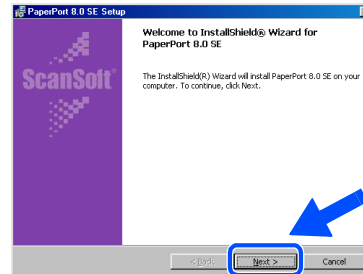 PaperPort 8.0 SE Setup
Welcome to InstallShield® Wizard for
PaperPort 8.0 SE
ScanSoft®
The InstallShield(R) Wizard will install PaperPort 8.0 SE on your
computer. To continue, click Next.
< Back
Next >
Cancel